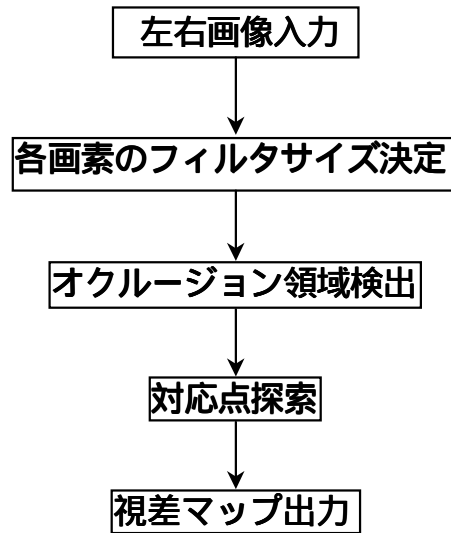 左右画像入力
各画素のフィルタサイズ決定
オクルージョン領域検出
対応点探索
視差マップ出力